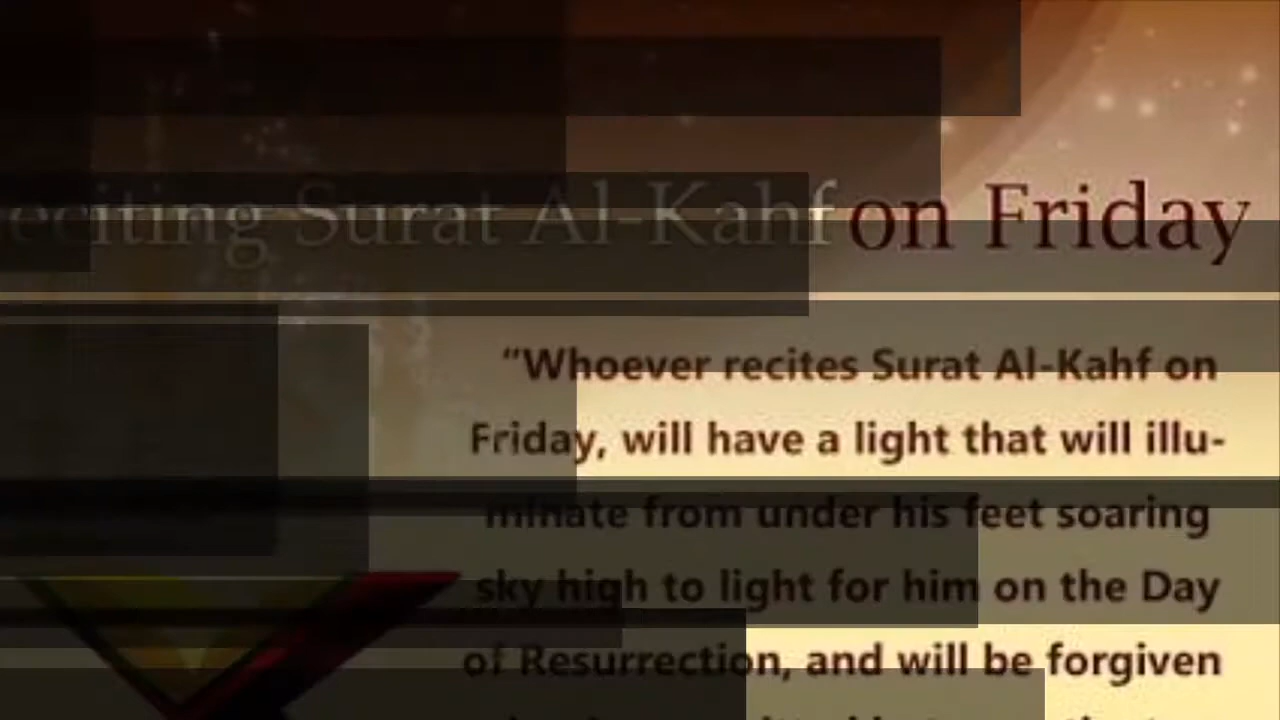 eciting Surat Al-Kahf on Friday
“Whoever recites Surat Al-Kahf on
Friday, will have a light that will illu-
minate from under his feet soaring
sky high to light for him on the Day
of Resurrection, and will be forgiven